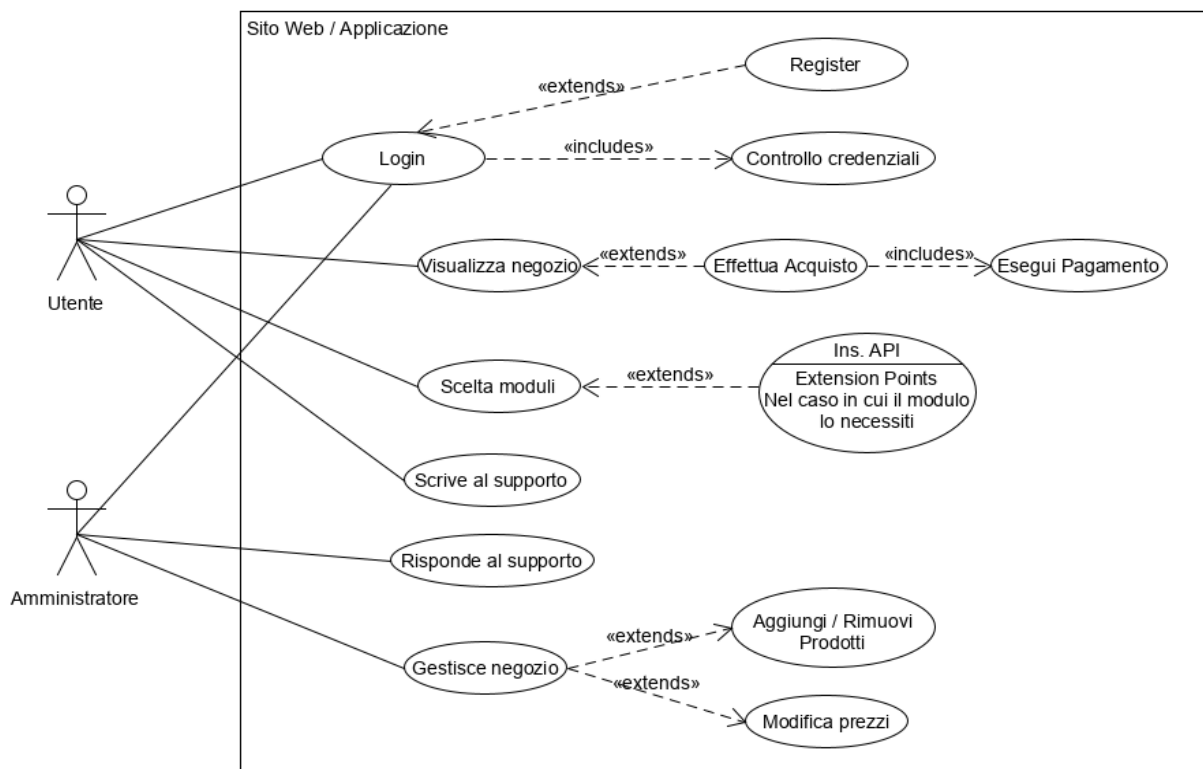 Sito Web / Applicazione
Register
«extends»
Login
«includes»
Controllo credenziali
Utente
Visualizza negozio
«extends»
Effettua Acquisto
«includes»
Esegui Pagamento
Ins. API
Scelta moduli
«extends»
Extension Points
Nel caso in cui il modulo
lo necessiti
Scrive al supporto
Risponde al supporto
Amministratore
Aggiungi / Rimuovi
Prodotti
«extends»
Gestisce negozio
«extends»
Modifica prezzi